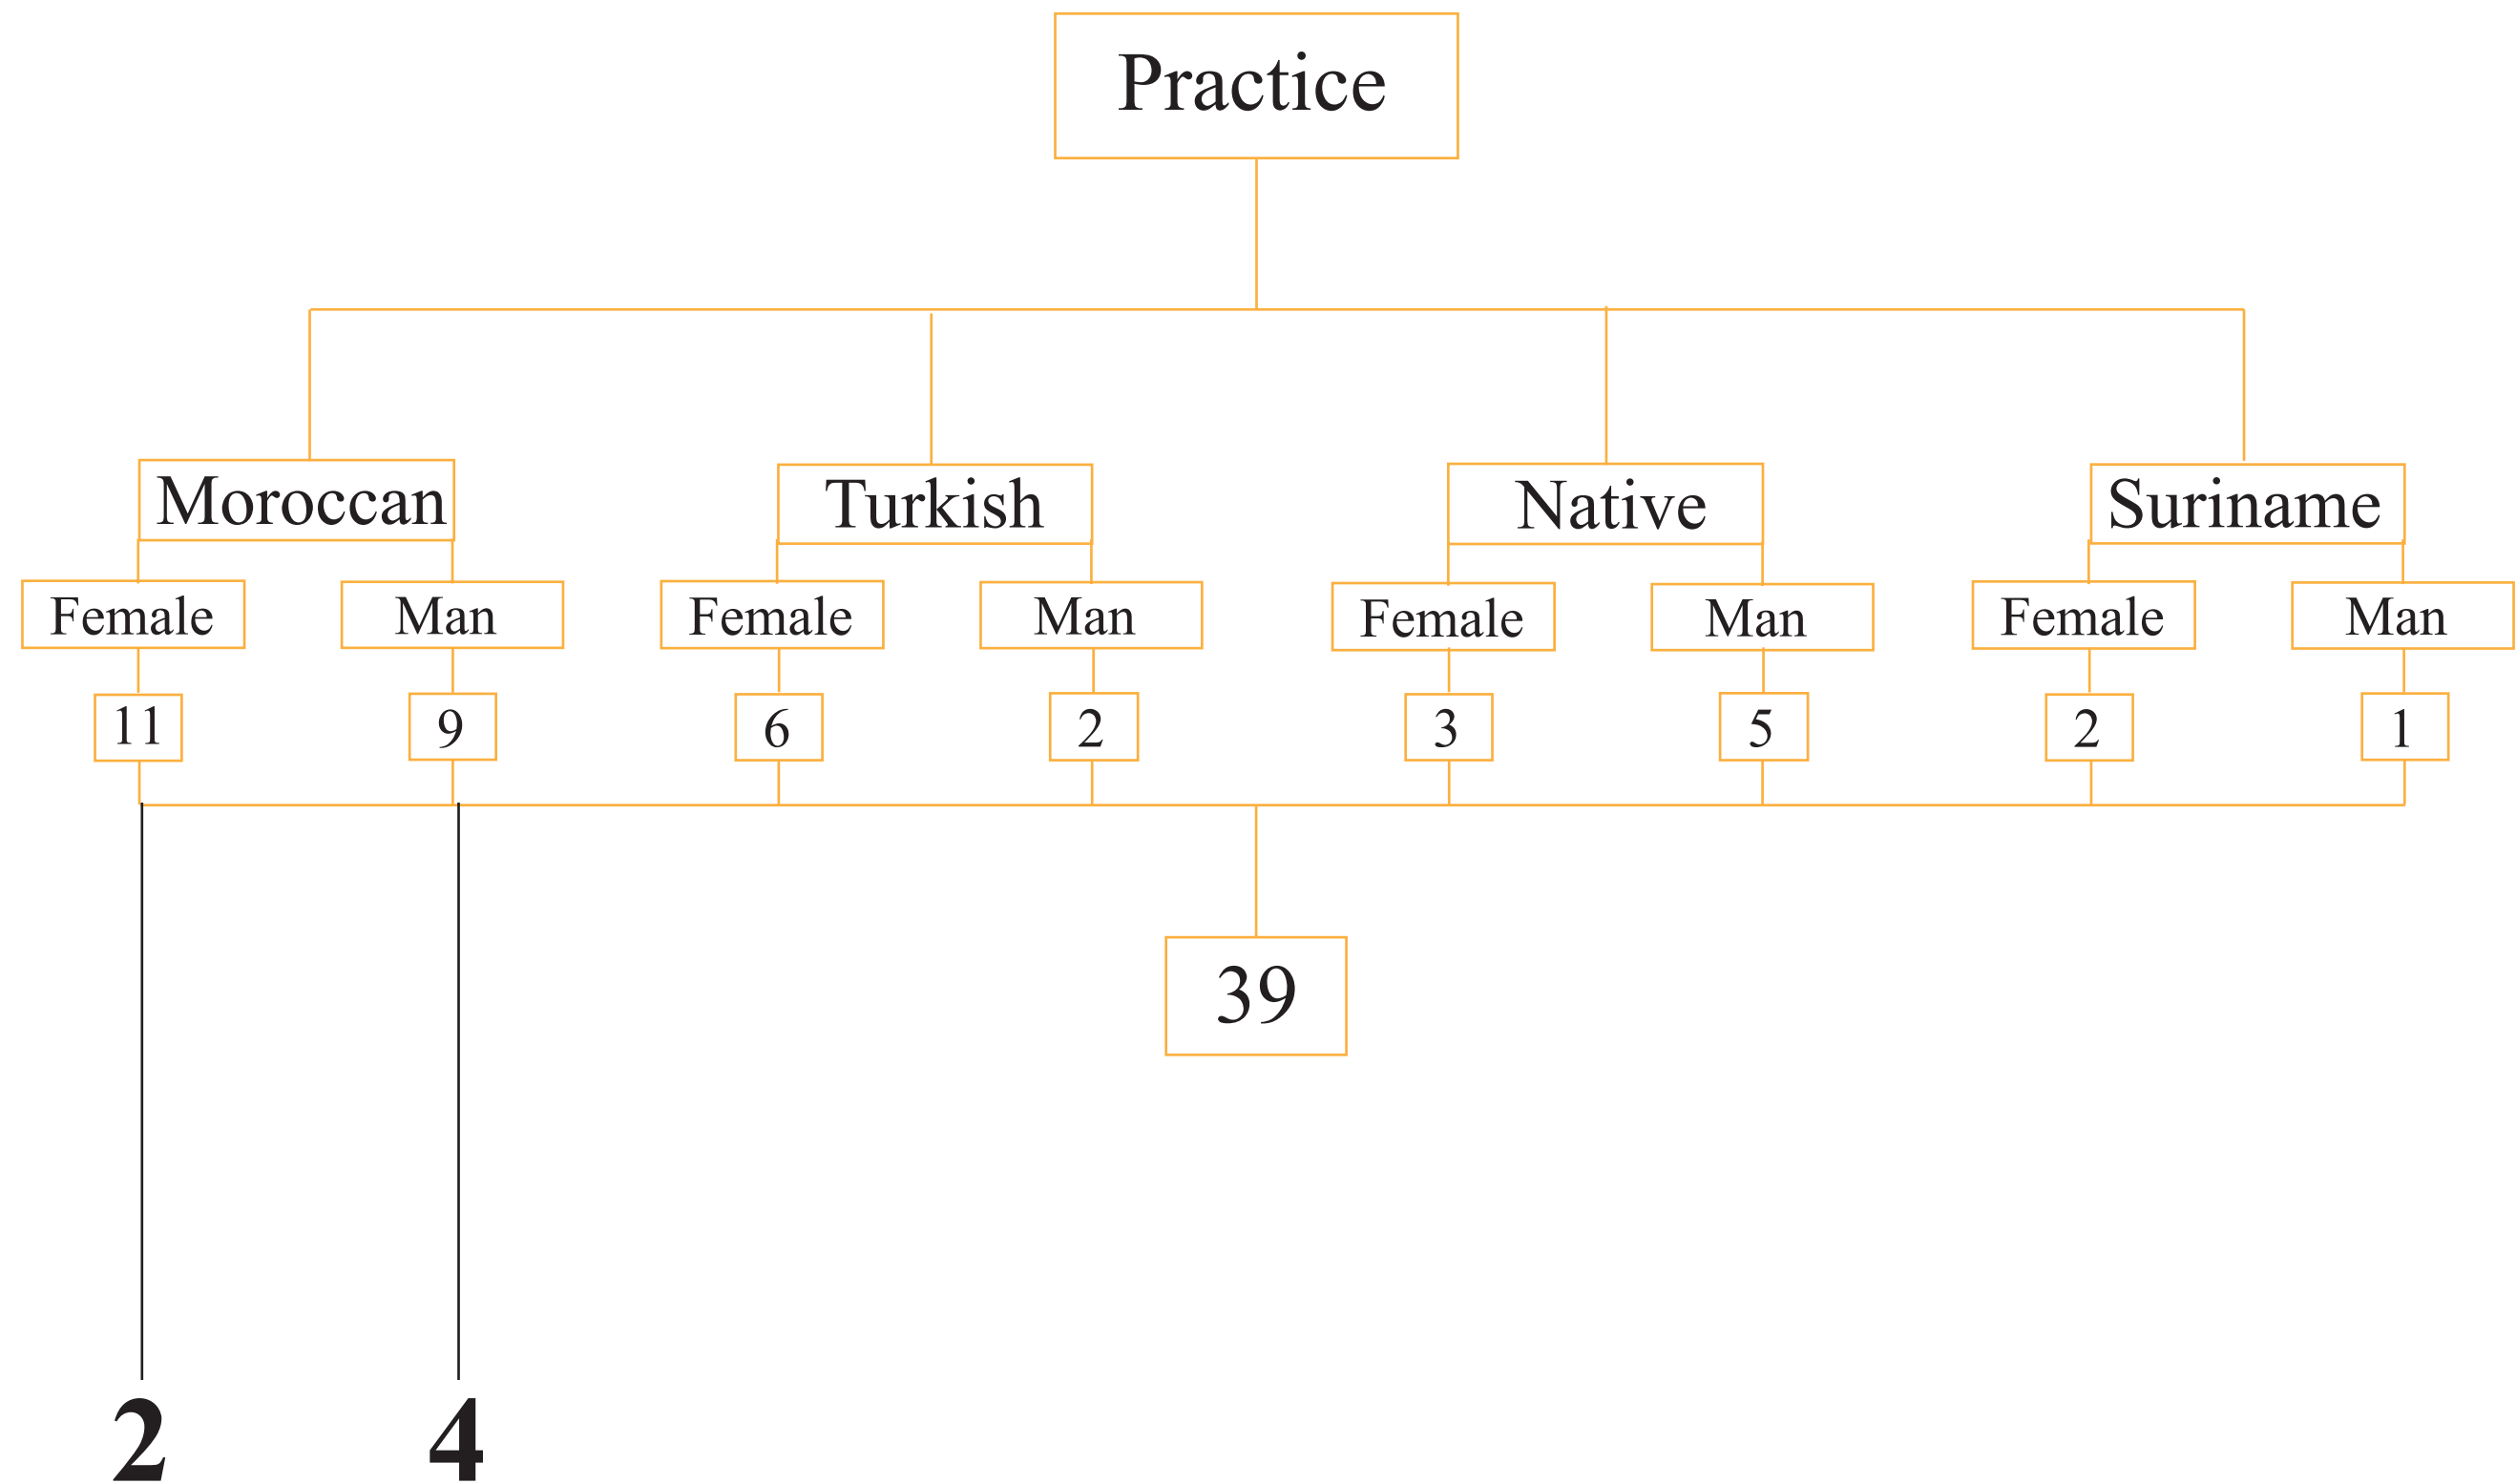 Practice
Moroccan Turkish Native Suriname
Female Man Female Man Female Man Female Man
11 9 6 2 3 5 2 1
39
2 4